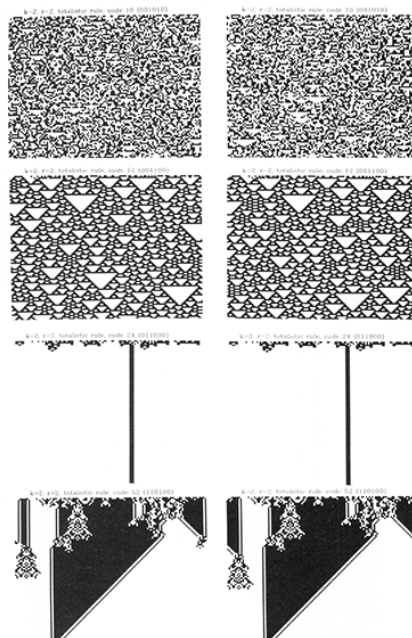 k=2, r=2, totalistic rule, code 10 (001010)
k=2, r=2, totalistic rule, code 10 (001010)
k=2, r=2, totalistic rule, code 12 (001100)
k=2, r=2, totalistic rule, code 12 (001100)
k=2, r=2, totalistic rule, code 24 (011000)
k=2, r=2, totalistic rule, code 24 (011000)
k=2, r=2, totalistic rule, code 52 (110100)
k=2, r=2, totalistic rule, code 52 (110100)